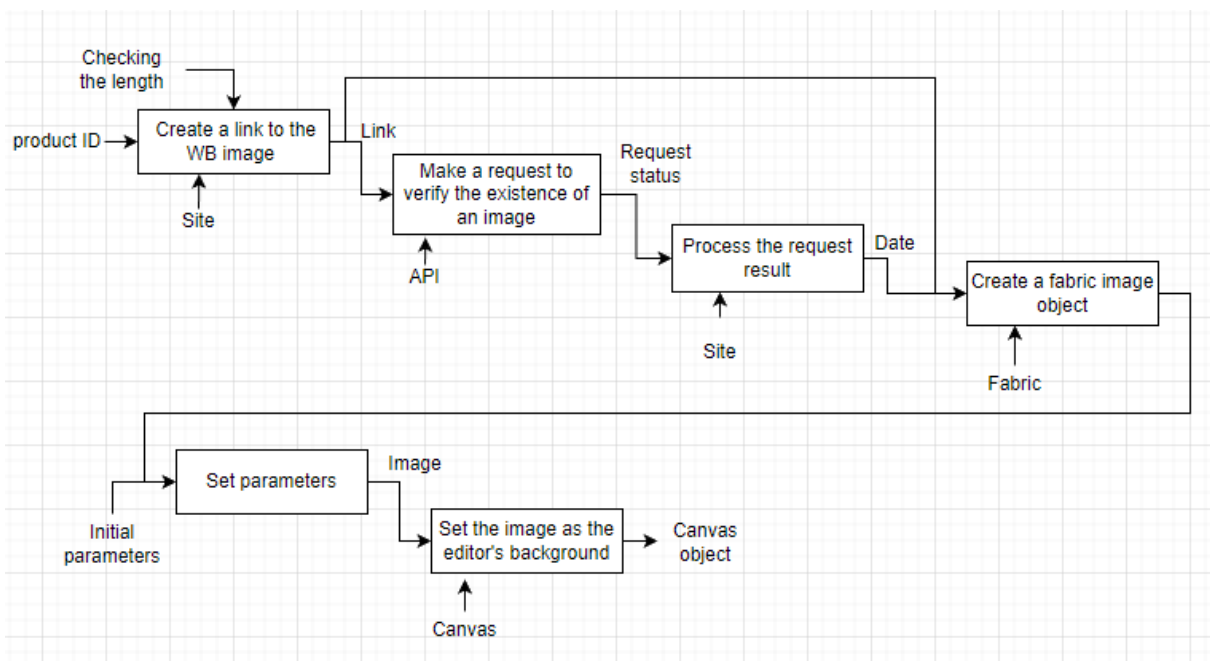 Checking
the length
product ID
Create a link to the
WB image
Link
Site
Make a request to
verify the existence of
an image
Request
status
API
Process the request
result
Date
Site
Create a fabric image
object
Fabric
Set parameters
Image
Initial
parameters
Set the image as the
editor's background
Canvas
object
Canvas